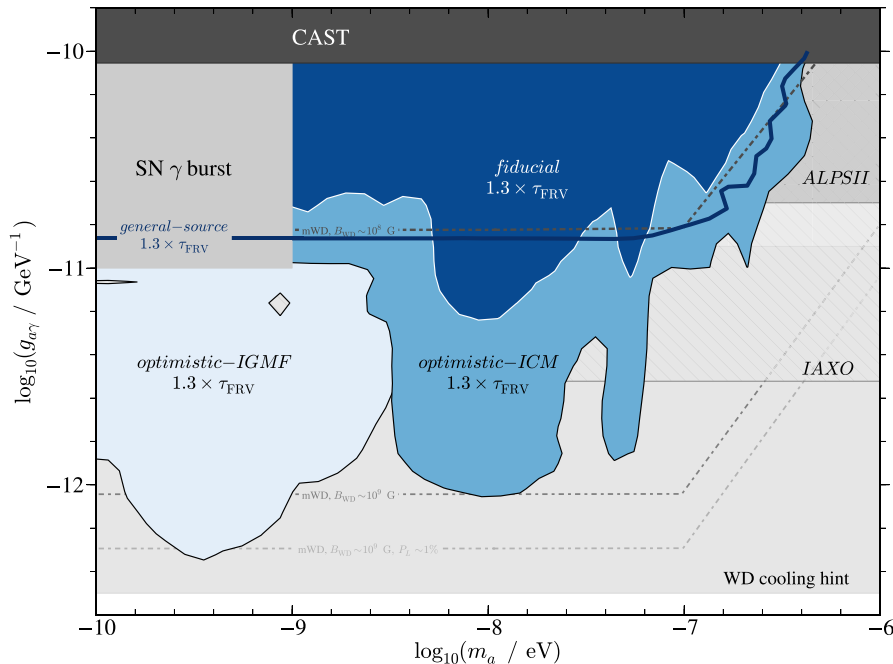 CAST
−10
SN γ burst
fiducial
1.3 × τFRV
ALPSII
general−source
1.3 × τFRV
mWD, BWD ∼10⁸ G
−11
optimistic−IGMF
1.3 × τFRV
optimistic−ICM
1.3 × τFRV
IAXO
−12
mWD, BWD ∼10⁹ G
mWD, BWD ∼10⁹ G, PL ∼1%
WD cooling hint
log10(gaγ / GeV−1)
−10
−9
−8
−7
−6
log10(ma / eV)